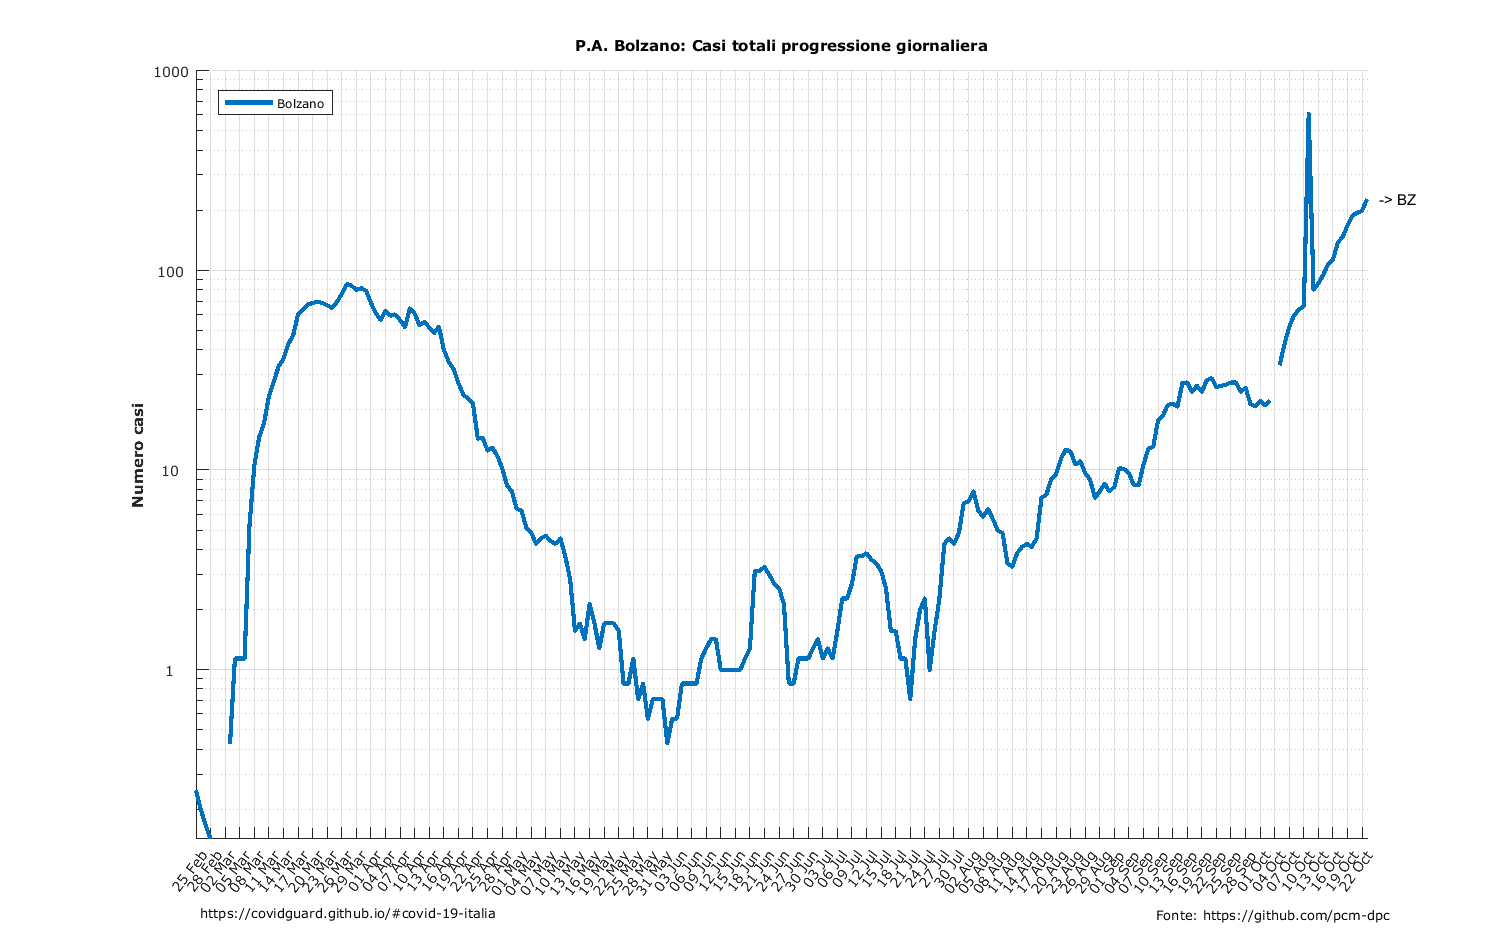 P.A. Bolzano: Casi totali progressione giornaliera
1000
Bolzano
-> BZ
100
Numero casi
10
1
25 Feb
28 Feb
02 Mar
05 Mar
08 Mar
11 Mar
14 Mar
17 Mar
20 Mar
23 Mar
26 Mar
29 Mar
01 Apr
04 Apr
07 Apr
10 Apr
13 Apr
16 Apr
19 Apr
22 Apr
25 Apr
28 Apr
01 May
04 May
07 May
10 May
13 May
16 May
19 May
22 May
25 May
28 May
31 May
03 Jun
06 Jun
09 Jun
12 Jun
15 Jun
18 Jun
21 Jun
24 Jun
27 Jun
30 Jun
03 Jul
06 Jul
09 Jul
12 Jul
15 Jul
18 Jul
21 Jul
24 Jul
27 Jul
30 Jul
02 Aug
05 Aug
08 Aug
11 Aug
14 Aug
17 Aug
20 Aug
23 Aug
26 Aug
29 Aug
01 Sep
04 Sep
07 Sep
10 Sep
13 Sep
16 Sep
19 Sep
22 Sep
25 Sep
28 Sep
01 Oct
04 Oct
07 Oct
10 Oct
13 Oct
16 Oct
19 Oct
22 Oct
https://covidguard.github.io/#covid-19-italia
Fonte: https://github.com/pcm-dpc